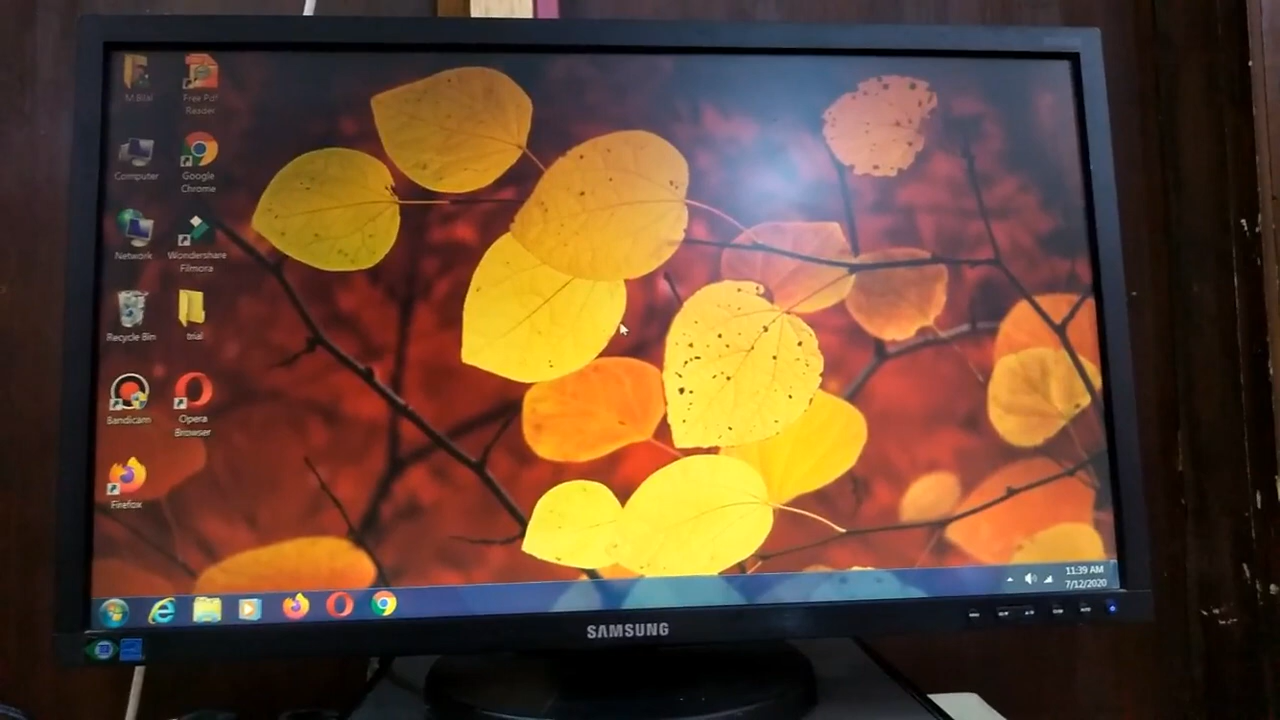 M.Bilal
Free Pdf
Reader
Computer
Google
Chrome
Network
Wondershare
Filmora
Recycle Bin
trial
Bandicam
Opera
Browser
Firefox
11:39 AM
7/12/2020
SAMSUNG